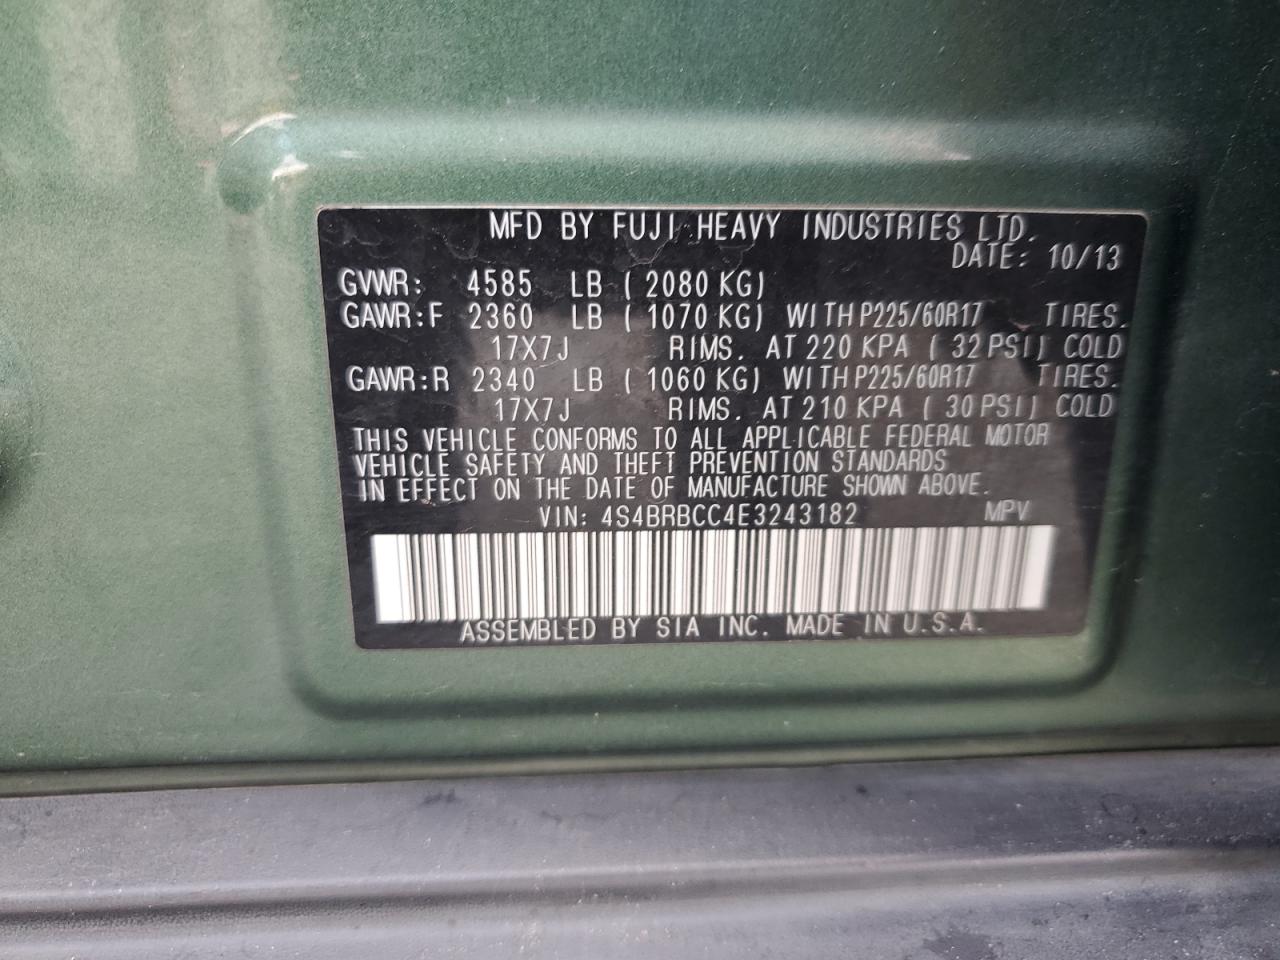 MFD BY FUJI HEAVY INDUSTRIES LTD.
DATE: 10/13
GVWR: 4585 LB ( 2080 KG)
GAWR:F 2360 LB ( 1070 KG) WITH P225/60R17 TIRES.
17X7J RIMS. AT 220 KPA ( 32 PSI) COLD
GAWR:R 2340 LB ( 1060 KG) WITH P225/60R17 TIRES.
17X7J RIMS. AT 210 KPA ( 30 PSI) COLD
THIS VEHICLE CONFORMS TO ALL APPLICABLE FEDERAL MOTOR
VEHICLE SAFETY AND THEFT PREVENTION STANDARDS
IN EFFECT ON THE DATE OF MANUFACTURE SHOWN ABOVE.
VIN: 4S4BRBCC4E3243182 MPV
ASSEMBLED BY SIA INC. MADE IN U.S.A.